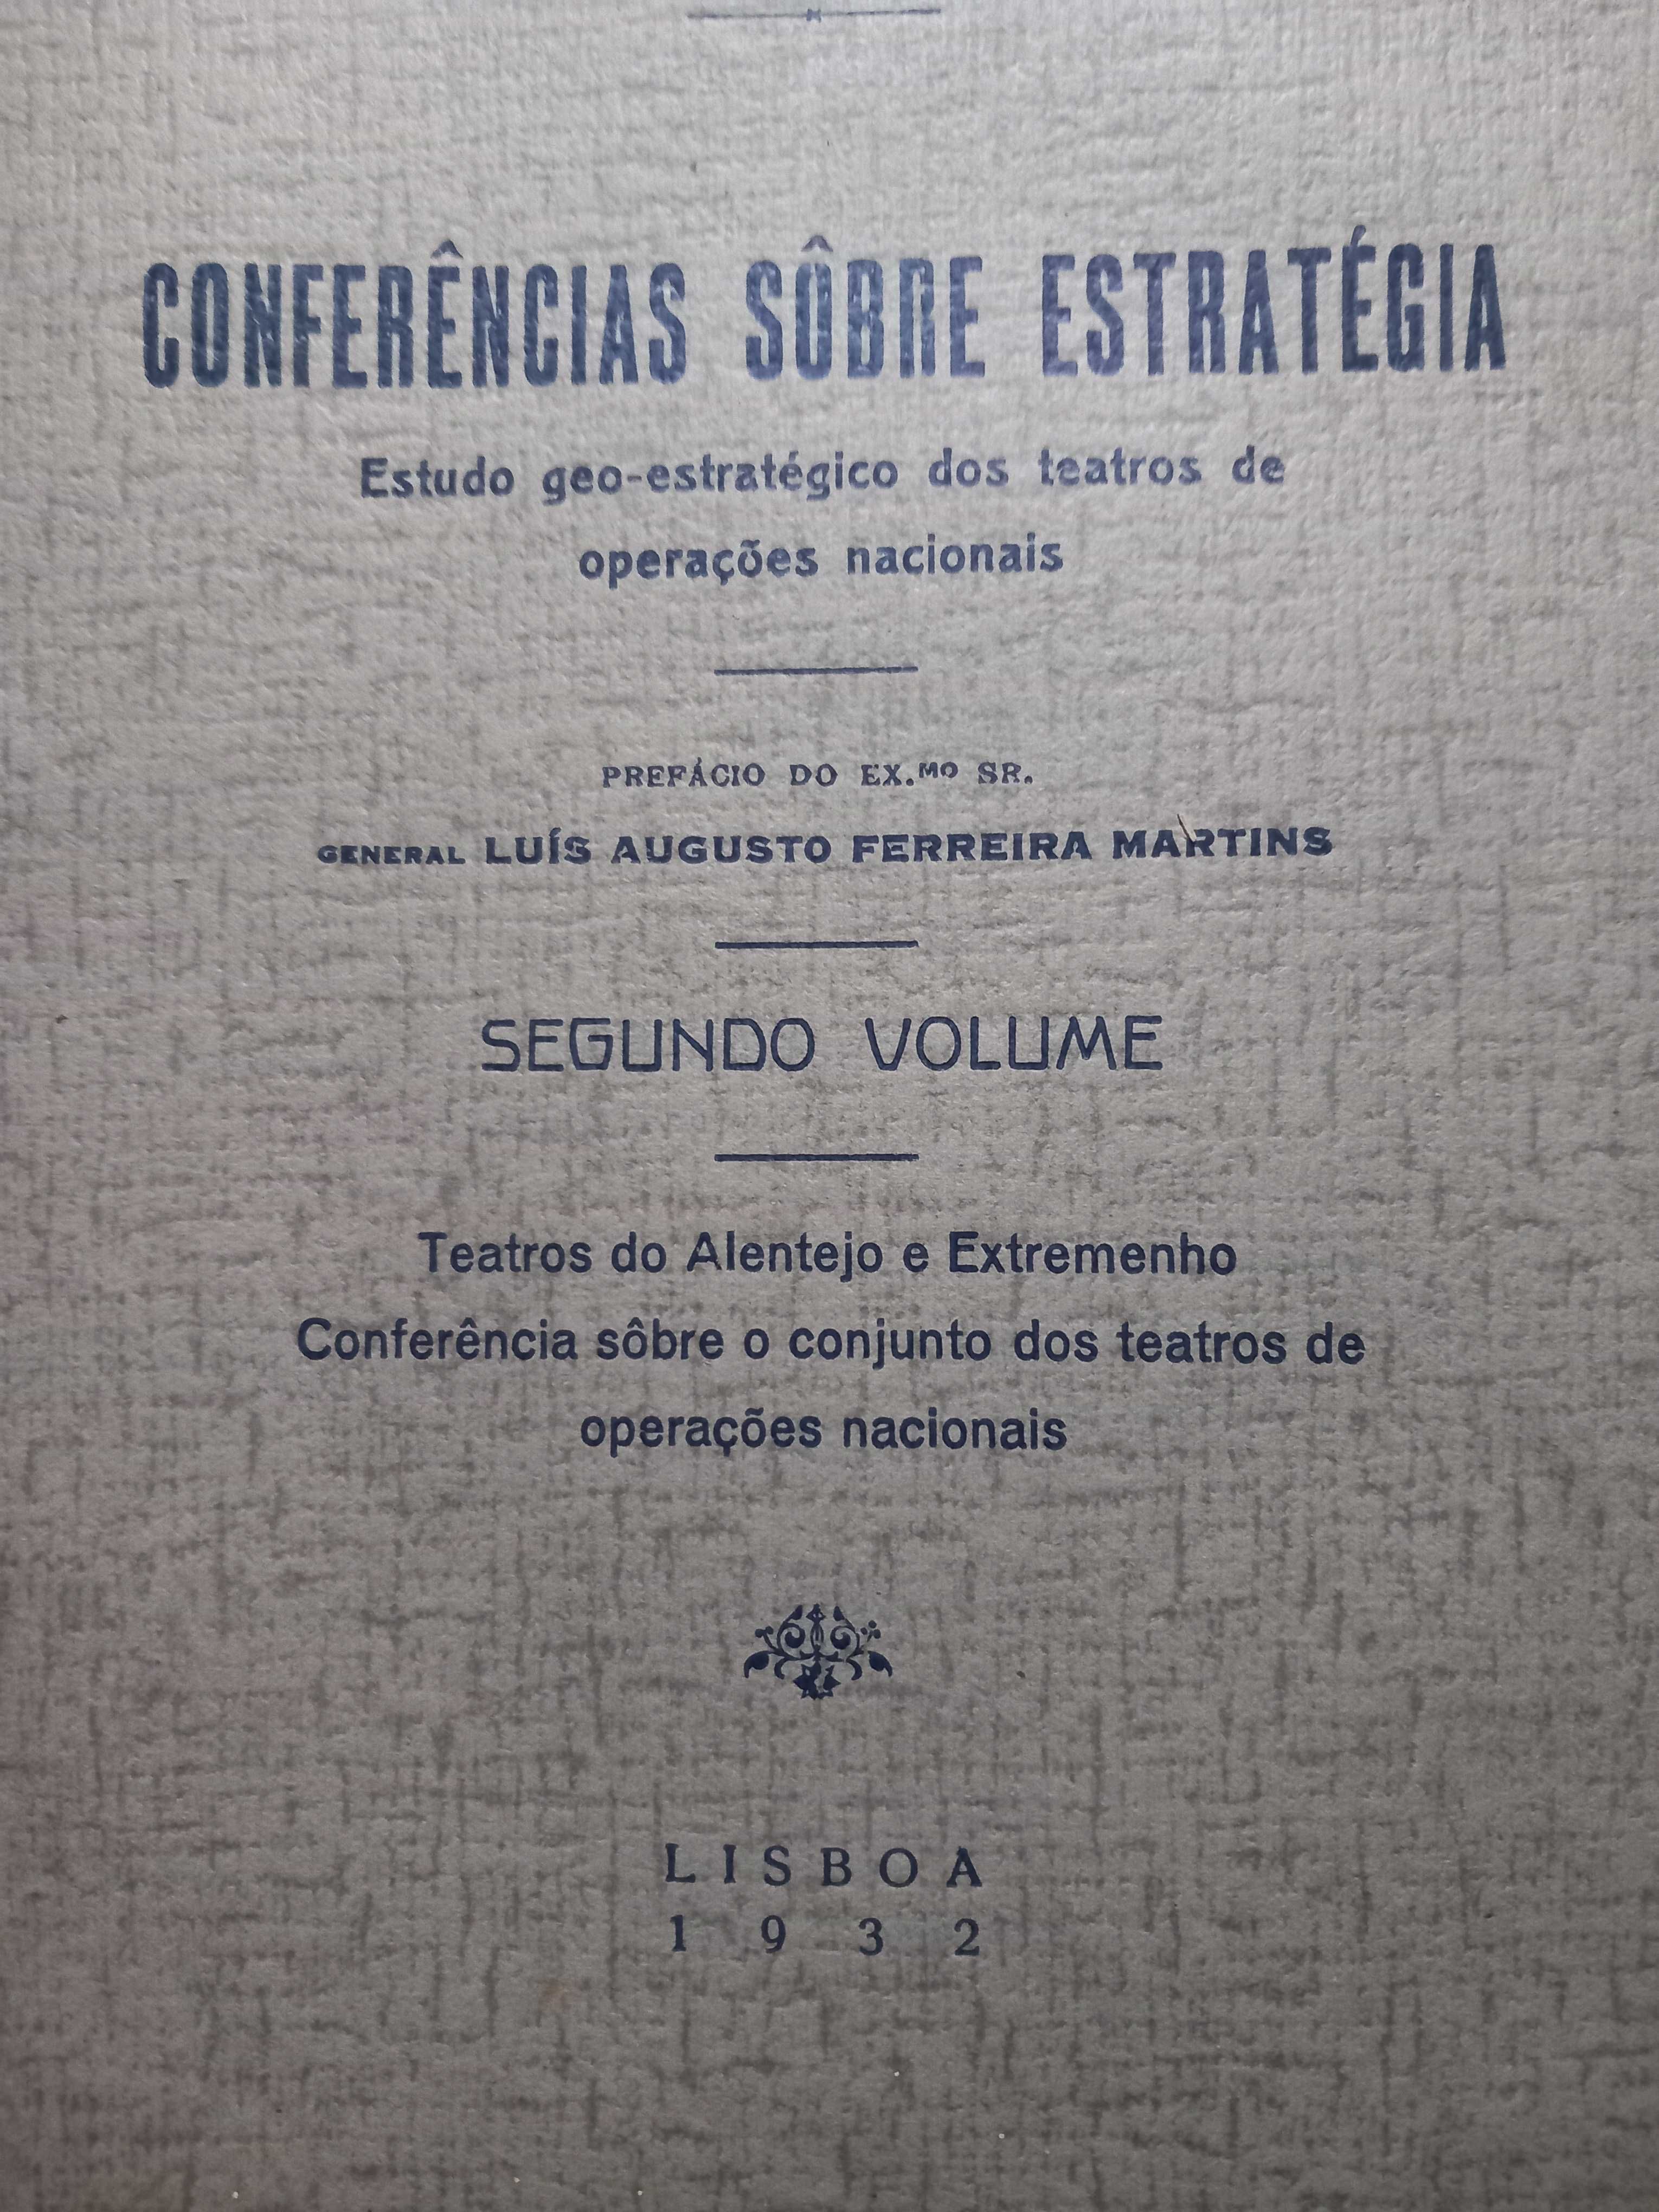 CONFERÊNCIAS SÔBRE ESTRATÉGIA
Estudo geo-estratégico dos teatros de
operações nacionais
PREFÁCIO DO EX.MO SR.
GENERAL LUÍS AUGUSTO FERREIRA MARTINS
SEGUNDO VOLUME
Teatros do Alentejo e Extremenho
Conferência sôbre o conjunto dos teatros de
operações nacionais
LISBOA
1932